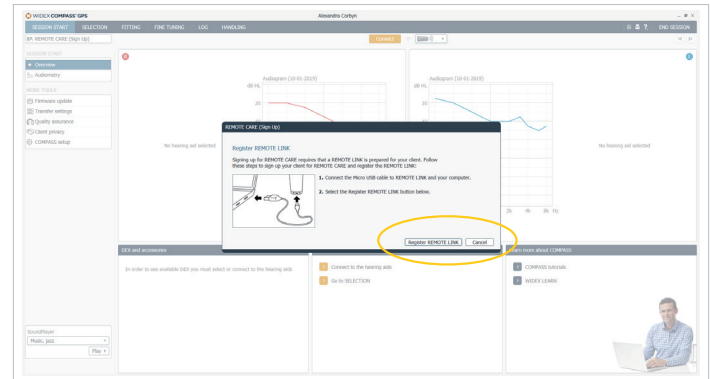 WIDEX COMPASS GPS
Alexandra Corbyn
SESSION START SELECTION FITTING FINE TUNING LOG HANDLING
END SESSION
REMOTE CARE (Sign Up)
CONNECT
SESSION START
Overview
Audiometry
MORE TOOLS
Firmware update
Transfer settings
Quality assurance
Client privacy
COMPASS setup
Audiogram (10-01-2019)
dB HL
20
No hearing aid selected
Audiogram (10-01-2019)
dB HL
20
No hearing aid selected
2k 4k 8k Hz
REMOTE CARE (Sign Up)
Register REMOTE LINK
Signing up for REMOTE CARE requires that a REMOTE LINK is prepared for your client. Follow
these steps to sign up your client for REMOTE CARE and register the REMOTE LINK:
1. Connect the Micro USB cable to REMOTE LINK and your computer.
2. Select the Register REMOTE LINK button below.
Register REMOTE LINK Cancel
DEX and accessories
In order to see available DEX you must select or connect to the hearing aids
Connect to the hearing aids
Go to SELECTION
Learn more about COMPASS
COMPASS tutorials
WIDEX LEARN
SoundPlayer
Music, jazz
Play